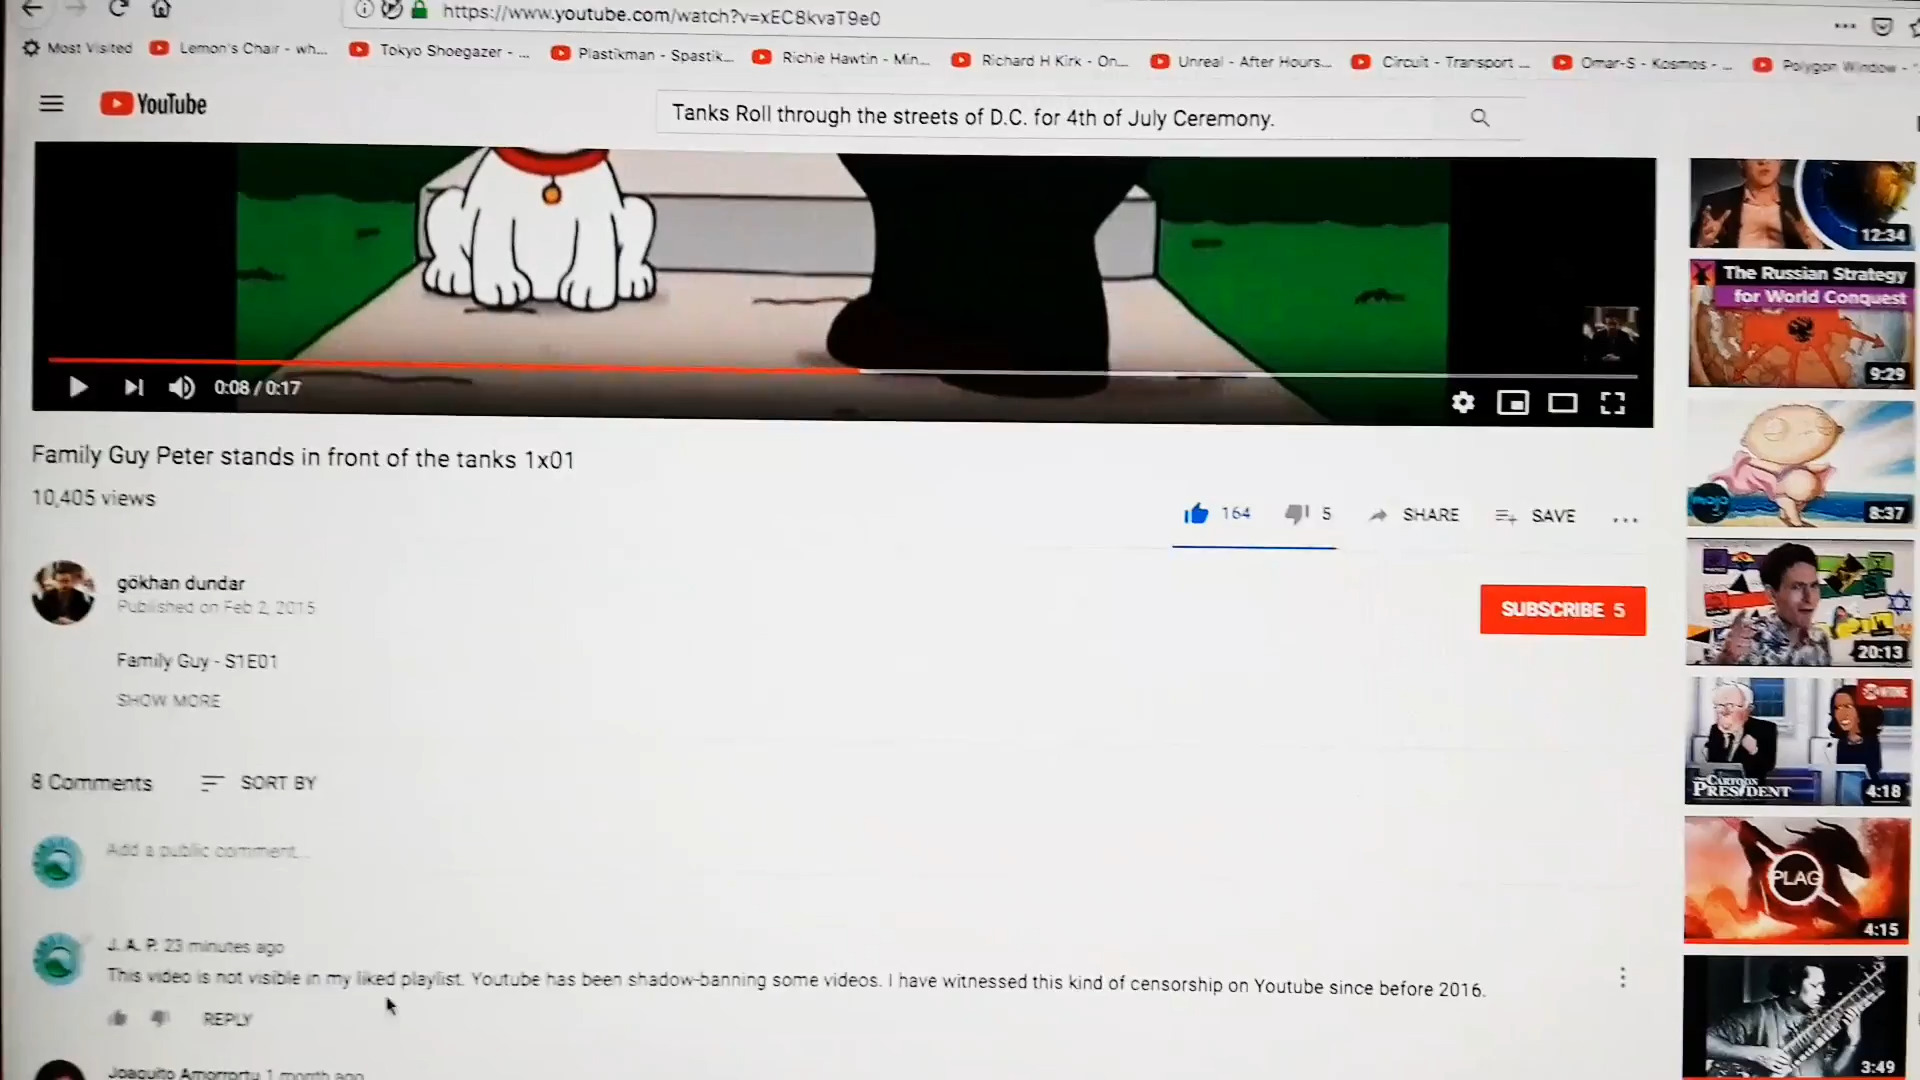 https://www.youtube.com/watch?v=xEC8kvaT9e0
Most Visited
Lemon's Chair - wh...
Tokyo Shoegazer - ...
Plastikman - Spastik...
Richie Hawtin - Min...
Richard H Kirk - On...
Unreal - After Hours...
Circuit - Transport ...
Omar-S - Kosmos - ...
Polygon Window - "
YouTube
Tanks Roll through the streets of D.C. for 4th of July Ceremony.
12:34
The Russian Strategy
for World Conquest
9:29
0:08 / 0:17
mojo
8:37
Family Guy Peter stands in front of the tanks 1x01
10,405 views
164
5
SHARE
SAVE
gökhan dundar
Published on Feb 2, 2015
SUBSCRIBE 5
20:13
Family Guy - S1E01
SHOW MORE
SHOWTIME
CARTOON
PRESIDENT
4:18
8 Comments
SORT BY
Add a public comment...
PLAG
4:15
J. A. P. 23 minutes ago
This video is not visible in my liked playlist. Youtube has been shadow-banning some videos. I have witnessed this kind of censorship on Youtube since before 2016.
REPLY
3:49
Joaquito Amorrortu 1 month ago